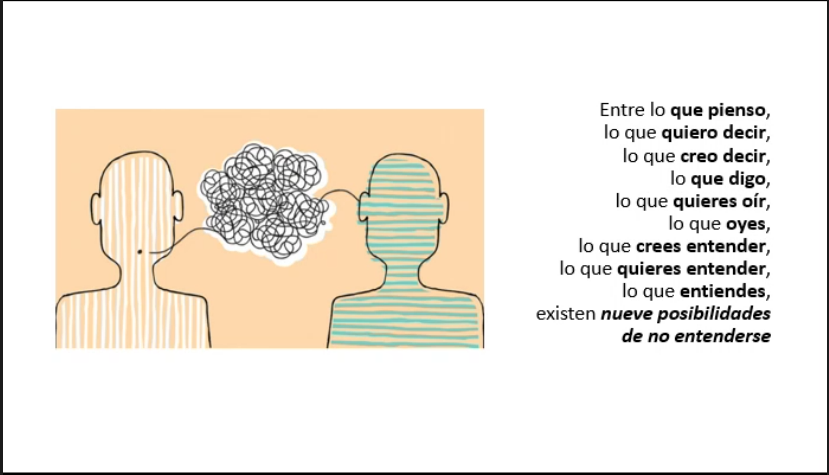 Entre lo que pienso,
lo que quiero decir,
lo que creo decir,
lo que digo,
lo que quieres oír,
lo que oyes,
lo que crees entender,
lo que quieres entender,
lo que entiendes,
existen nueve posibilidades
de no entenderse